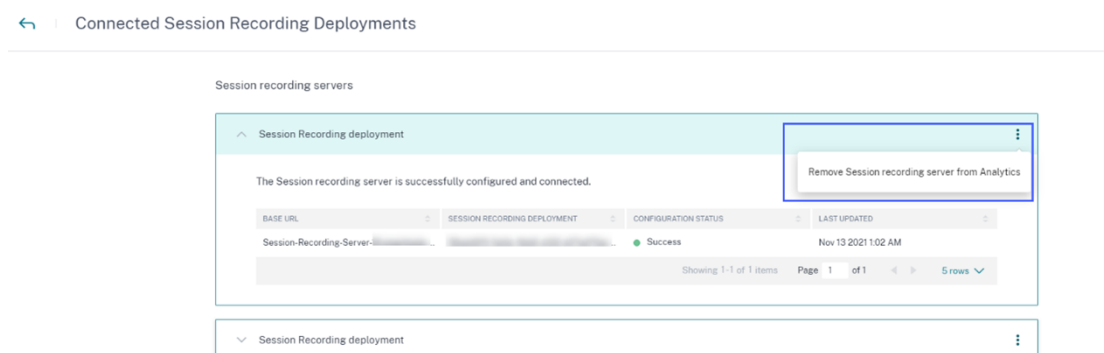 Connected Session Recording Deployments
Session recording servers
Session Recording deployment
Remove Session recording server from Analytics
The Session recording server is successfully configured and connected.
BASE URL SESSION RECORDING DEPLOYMENT CONFIGURATION STATUS LAST UPDATED
Session-Recording-Server- ... ... Success Nov 13 2021 1:02 AM
Showing 1-1 of 1 items Page 1 of 1 5 rows
Session Recording deployment